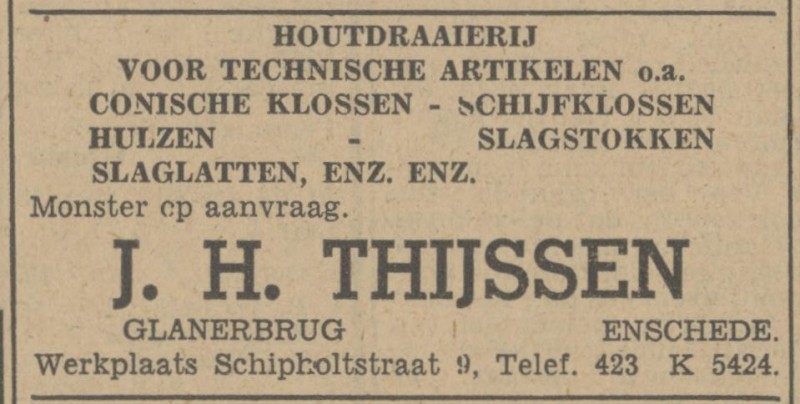 HOUTDRAAIERIJ
VOOR TECHNISCHE ARTIKELEN o.a.
CONISCHE KLOSSEN - SCHIJFKLOSSEN
HULZEN - SLAGSTOKKEN
SLAGLATTEN, ENZ. ENZ.
Monster op aanvraag.
J. H. THIJSSEN
GLANERBRUG ENSCHEDE.
Werkplaats Schipholtstraat 9, Telef. 423 K 5424.